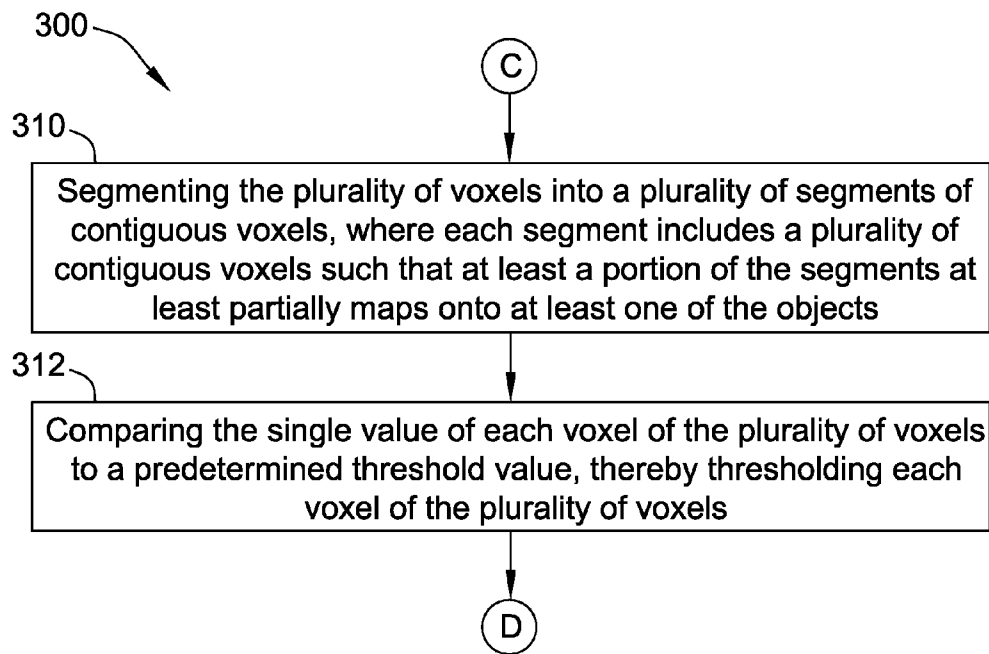 300
C
310
Segmenting the plurality of voxels into a plurality of segments of
contiguous voxels, where each segment includes a plurality of
contiguous voxels such that at least a portion of the segments at
least partially maps onto at least one of the objects
312
Comparing the single value of each voxel of the plurality of voxels
to a predetermined threshold value, thereby thresholding each
voxel of the plurality of voxels
D